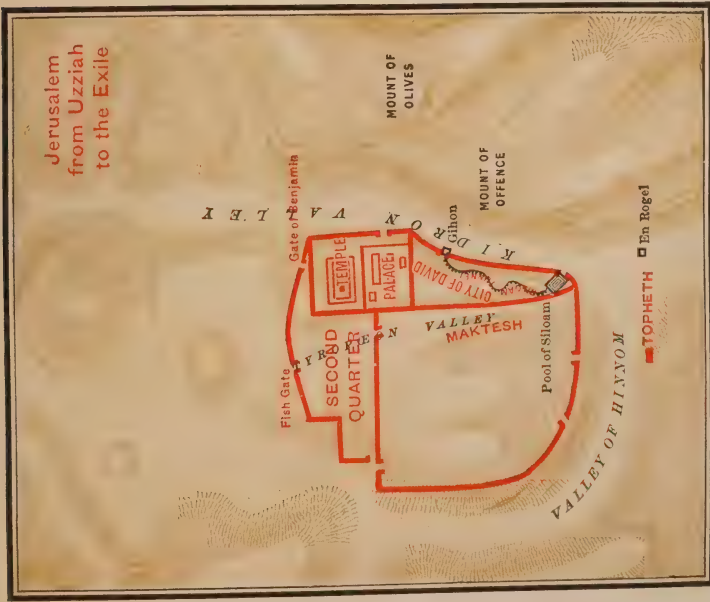 Jerusalem
from Uzziah
to the Exile
MOUNT OF
OLIVES
MOUNT OF
OFFENCE
Gate of Benjamin
KIDRON VALLEY
Gihon
En Rogel
TOPHETH
TEMPLE
PALACE
CITY OF DAVID
Fish Gate
SECOND
QUARTER
TYROPEON VALLEY
MAKTESH
Pool of Siloam
VALLEY OF HINNOM